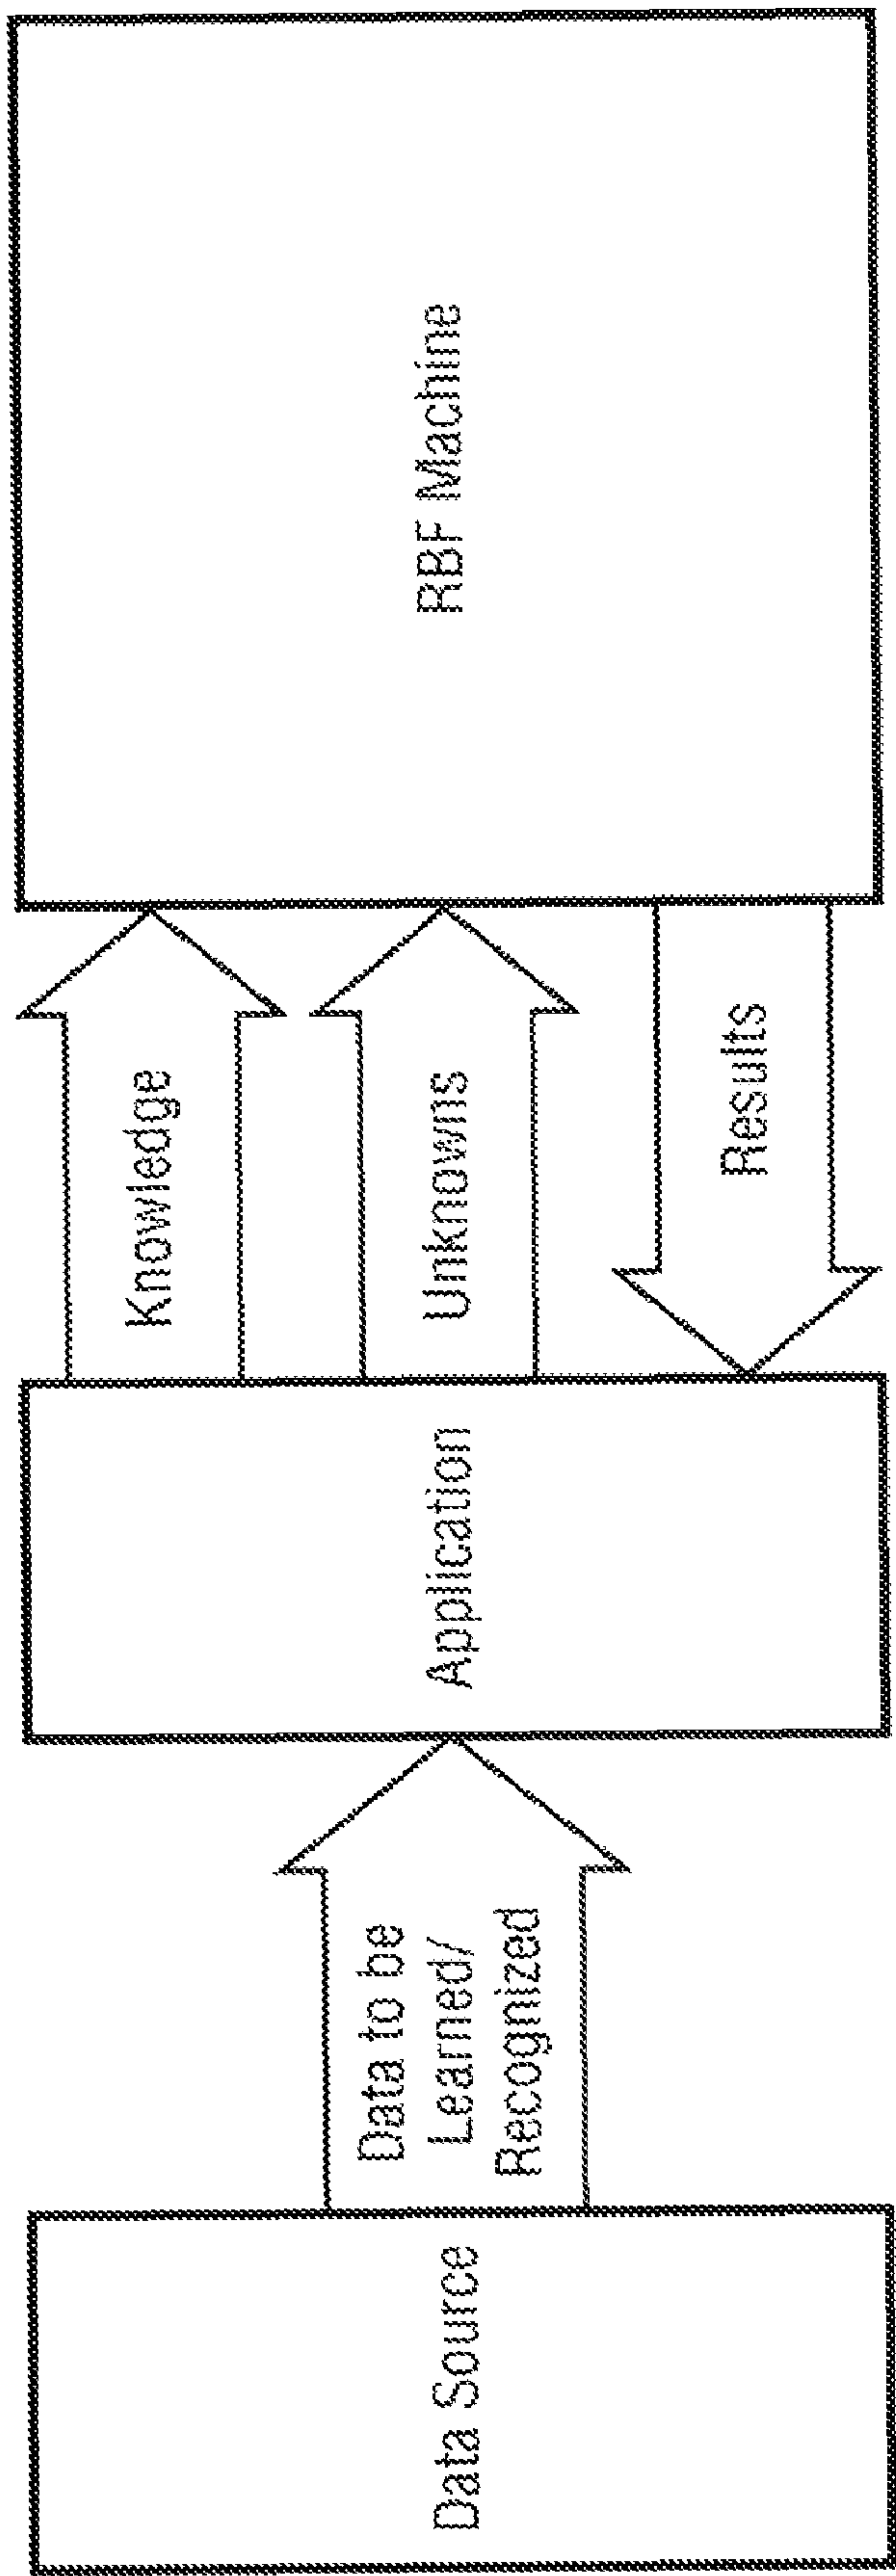 Data Source
Data to be
Learned/
Recognized
Application
Knowledge
Unknowns
Results
RBF Machine